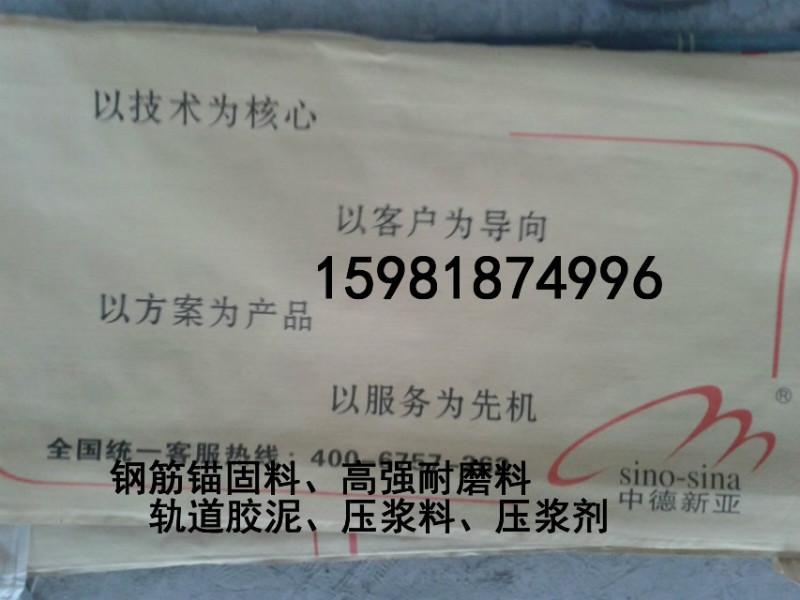 以技术为核心
以客户为导向
15981874996
以方案为产品
以服务为先机
®
全国统一客服热线：400-6757-263
sino-sina
中德新亚
钢筋锚固料、高强耐磨料
轨道胶泥、压浆料、压浆剂